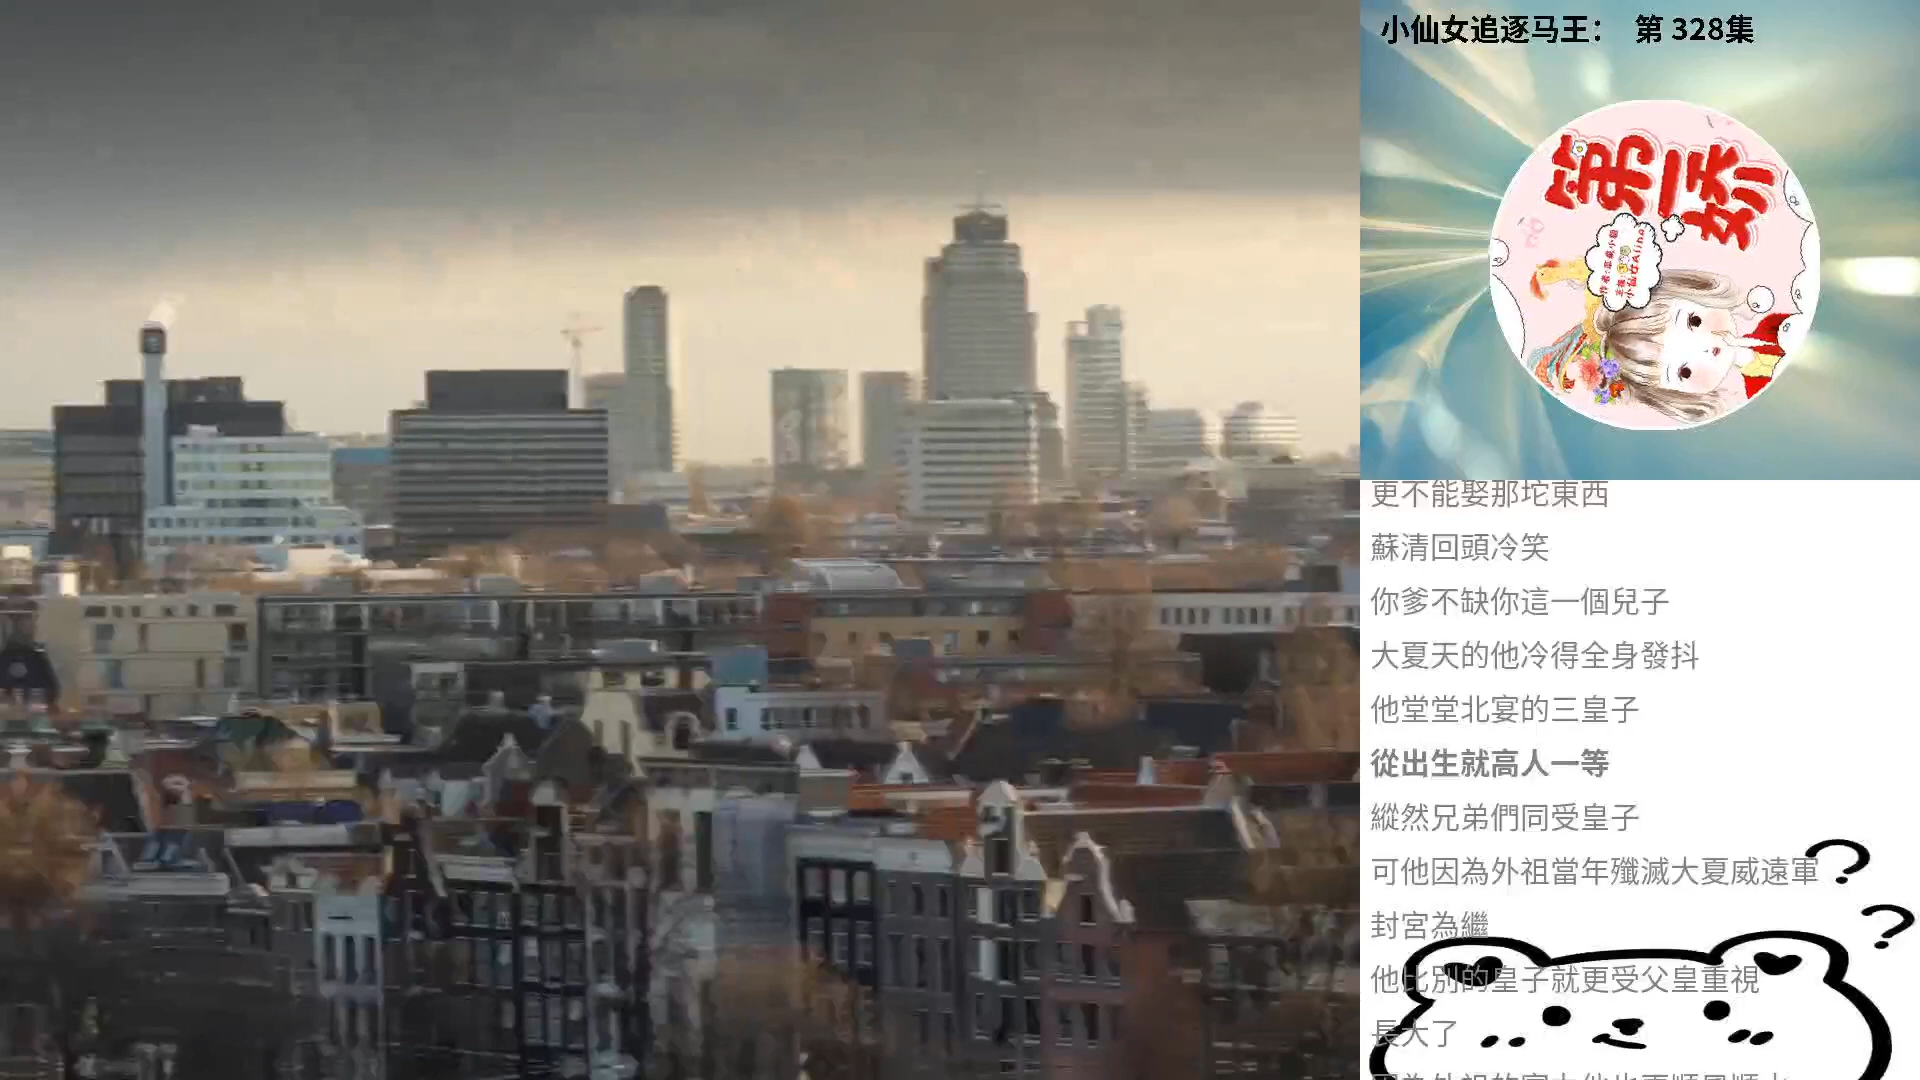 小仙女追逐马王： 第 328集
第一娇
更不能娶那坨東西
蘇清回頭冷笑
你爹不缺你這一個兒子
大夏天的他冷得全身發抖
他堂堂北宴的三皇子
從出生就高人一等
縱然兄弟們同受皇子
可他因為外祖當年殲滅大夏威遠軍
？
封宮為繼
？
他比別的皇子就更受父皇重視
長大了